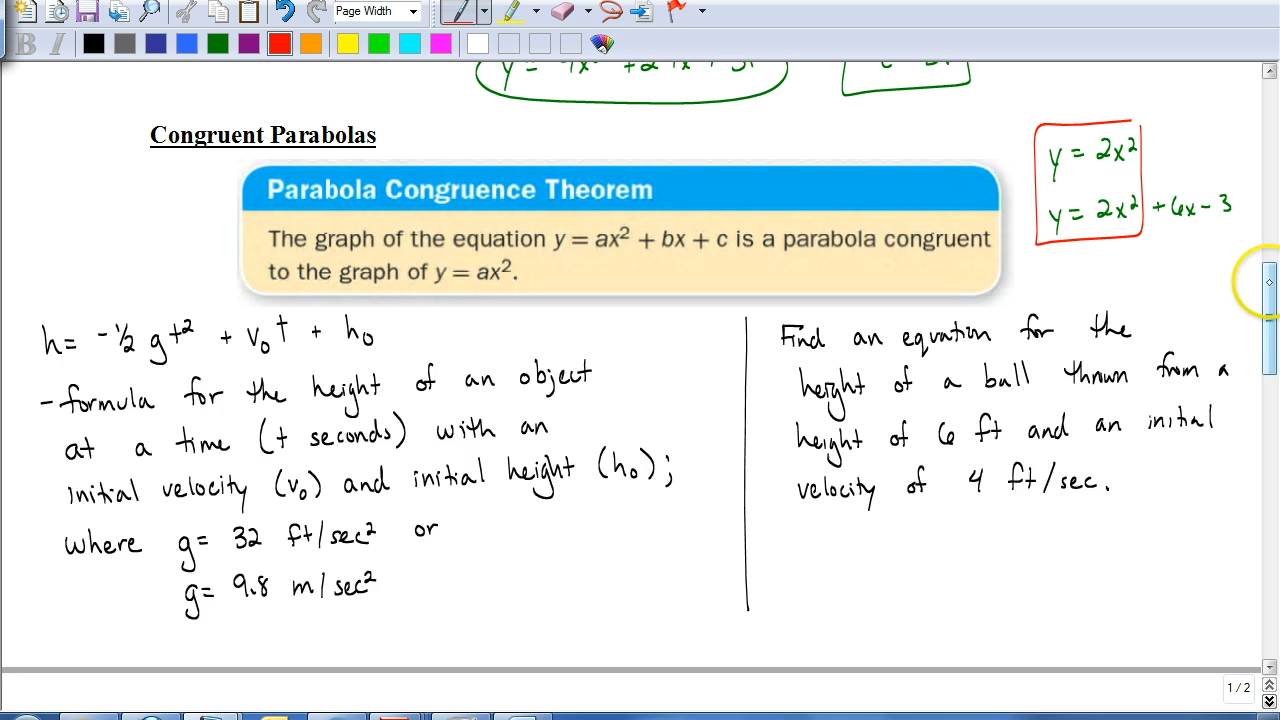 Page Width
B I
Congruent Parabolas
Parabola Congruence Theorem
The graph of the equation y = ax² + bx + c is a parabola congruent
to the graph of y = ax².
y = 2x²
y = 2x² + 6x - 3
h = -1/2 gt² + v₀t + h₀
- formula for the height of an object
at a time (t seconds) with an
initial velocity (v₀) and initial height (h₀);
where g = 32 ft/sec² or
g = 9.8 m/sec²
Find an equation for the
height of a ball thrown from a
height of 6 ft and an initial
velocity of 4 ft/sec.
1 / 2